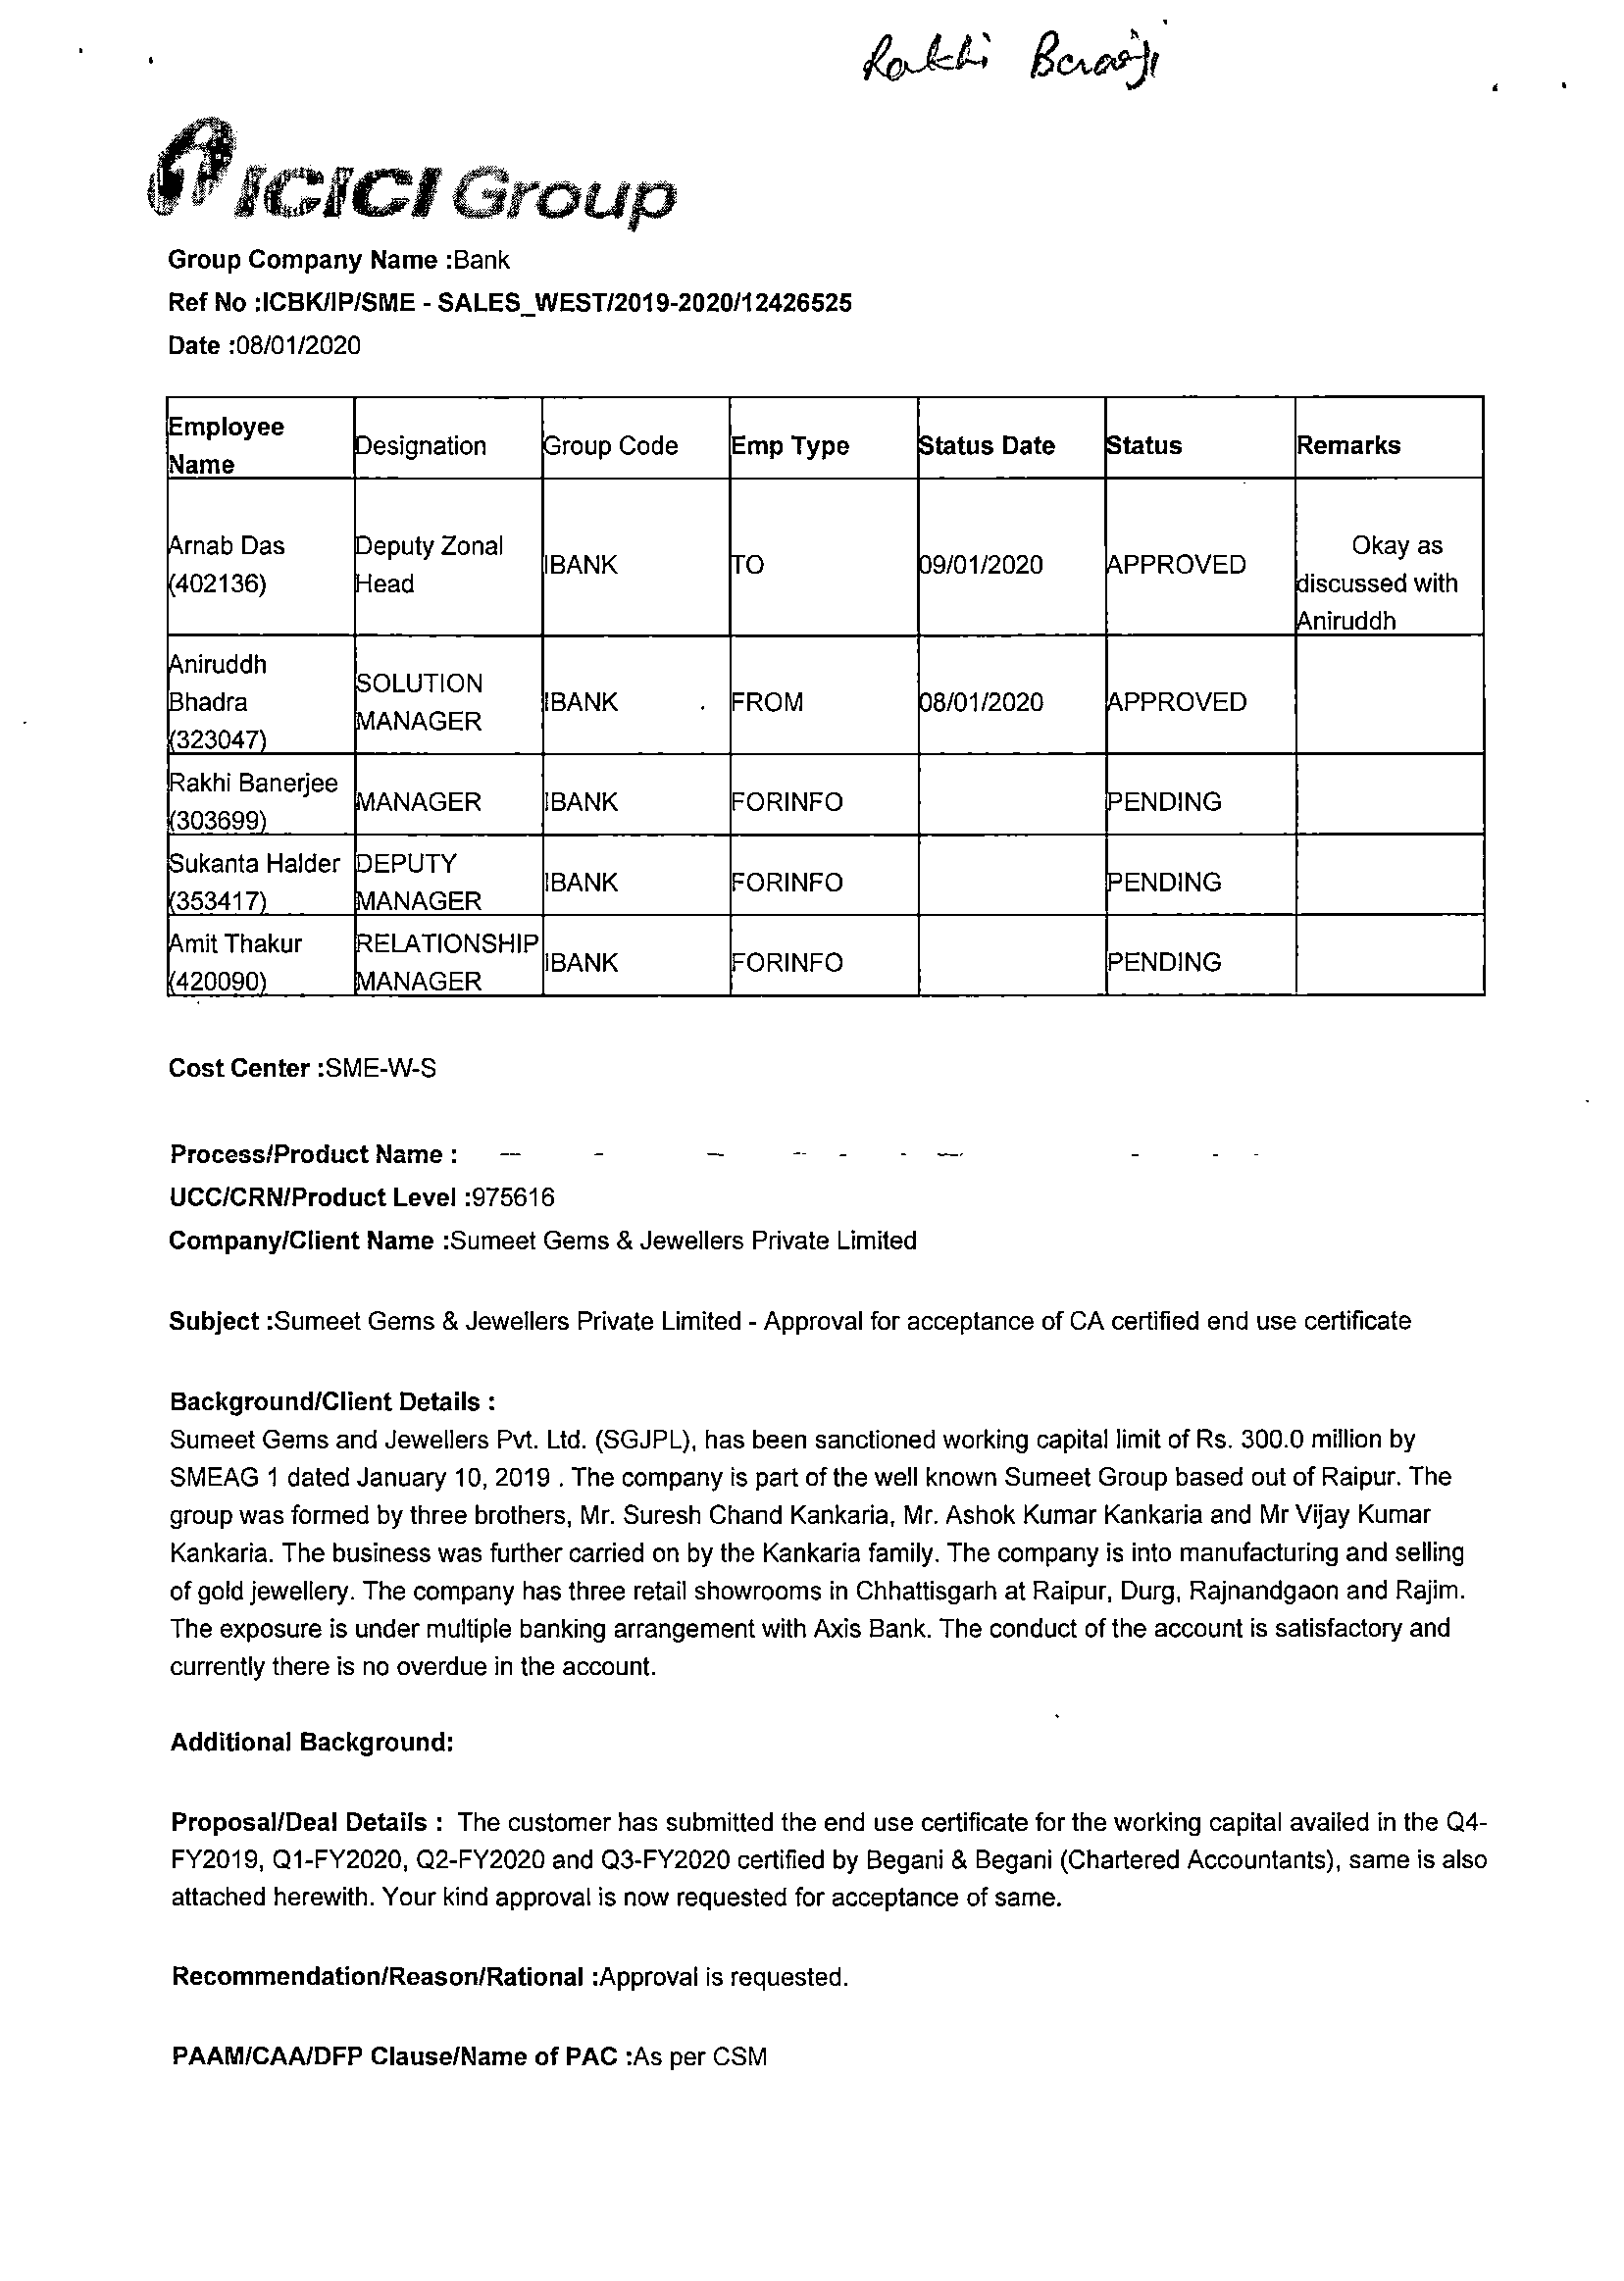 Rakhi
ICICI Group
Group Company Name :Bank
Ref No :ICBK/IP/SME - SALES_WEST/2019-2020/12426525
Date :08/01/2020
Employee Name Designation Group Code Emp Type Status Date Status Remarks
Arnab Das (402136) Deputy Zonal Head IBANK TO 09/01/2020 APPROVED Okay as discussed with Aniruddh
Aniruddh Bhadra (323047) SOLUTION MANAGER IBANK FROM 08/01/2020 APPROVED
Rakhi Banerjee (303699) MANAGER IBANK FORINFO PENDING
Sukanta Halder (353417) DEPUTY MANAGER IBANK FORINFO PENDING
Amit Thakur (420090) RELATIONSHIP MANAGER IBANK FORINFO PENDING
Cost Center :SME-W-S
Process/Product Name :
UCC/CRN/Product Level :975616
Company/Client Name :Sumeet Gems & Jewellers Private Limited
Subject :Sumeet Gems & Jewellers Private Limited - Approval for acceptance of CA certified end use certificate
Background/Client Details :
Sumeet Gems and Jewellers Pvt. Ltd. (SGJPL), has been sanctioned working capital limit of Rs. 300.0 million by
SMEAG 1 dated January 10, 2019 . The company is part of the well known Sumeet Group based out of Raipur. The
group was formed by three brothers, Mr. Suresh Chand Kankaria, Mr. Ashok Kumar Kankaria and Mr Vijay Kumar
Kankaria. The business was further carried on by the Kankaria family. The company is into manufacturing and selling
of gold jewellery. The company has three retail showrooms in Chhattisgarh at Raipur, Durg, Rajnandgaon and Rajim.
The exposure is under multiple banking arrangement with Axis Bank. The conduct of the account is satisfactory and
currently there is no overdue in the account.
Additional Background:
Proposal/Deal Details : The customer has submitted the end use certificate for the working capital availed in the Q4-
FY2019, Q1-FY2020, Q2-FY2020 and Q3-FY2020 certified by Begani & Begani (Chartered Accountants), same is also
attached herewith. Your kind approval is now requested for acceptance of same.
Recommendation/Reason/Rational :Approval is requested.
PAAM/CAA/DFP Clause/Name of PAC :As per CSM